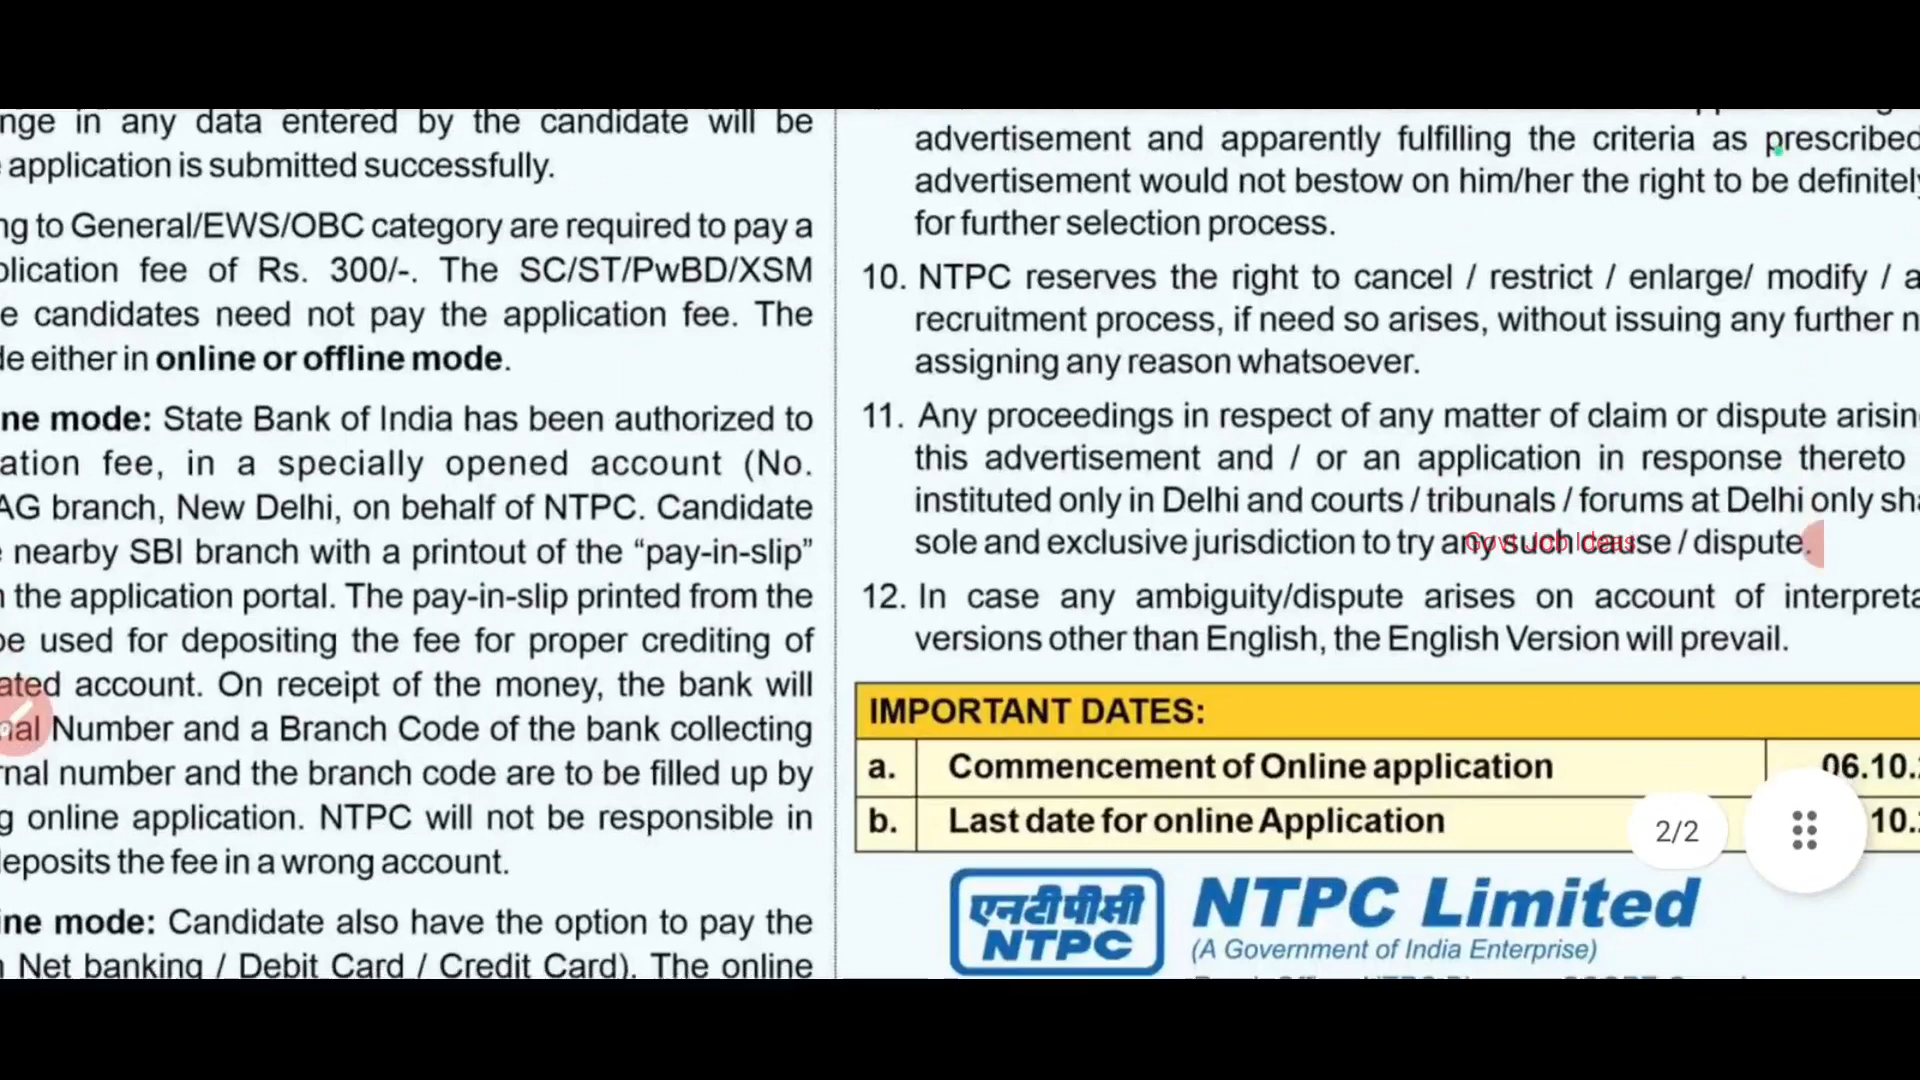 nge in any data entered by the candidate will be
application is submitted successfully.
ng to General/EWS/OBC category are required to pay a
plication fee of Rs. 300/-. The SC/ST/PwBD/XSM
e candidates need not pay the application fee. The
de either in online or offline mode.
ne mode: State Bank of India has been authorized to
ation fee, in a specially opened account (No.
AG branch, New Delhi, on behalf of NTPC. Candidate
nearby SBI branch with a printout of the “pay-in-slip”
the application portal. The pay-in-slip printed from the
be used for depositing the fee for proper crediting of
ated account. On receipt of the money, the bank will
nal Number and a Branch Code of the bank collecting
rnal number and the branch code are to be filled up by
g online application. NTPC will not be responsible in
deposits the fee in a wrong account.
ine mode: Candidate also have the option to pay the
Net banking / Debit Card / Credit Card). The online
advertisement and apparently fulfilling the criteria as prescribed
advertisement would not bestow on him/her the right to be definitely
for further selection process.
10. NTPC reserves the right to cancel / restrict / enlarge/ modify / a
recruitment process, if need so arises, without issuing any further n
assigning any reason whatsoever.
11. Any proceedings in respect of any matter of claim or dispute arisin
this advertisement and / or an application in response thereto
instituted only in Delhi and courts / tribunals / forums at Delhi only sha
sole and exclusive jurisdiction to try any such cause / dispute.
Govt Job Ideas
12. In case any ambiguity/dispute arises on account of interpreta
versions other than English, the English Version will prevail.
IMPORTANT DATES:
a. Commencement of Online application 06.10.
b. Last date for online Application 10.
2/2
एनटीपीसी
NTPC
NTPC Limited
(A Government of India Enterprise)